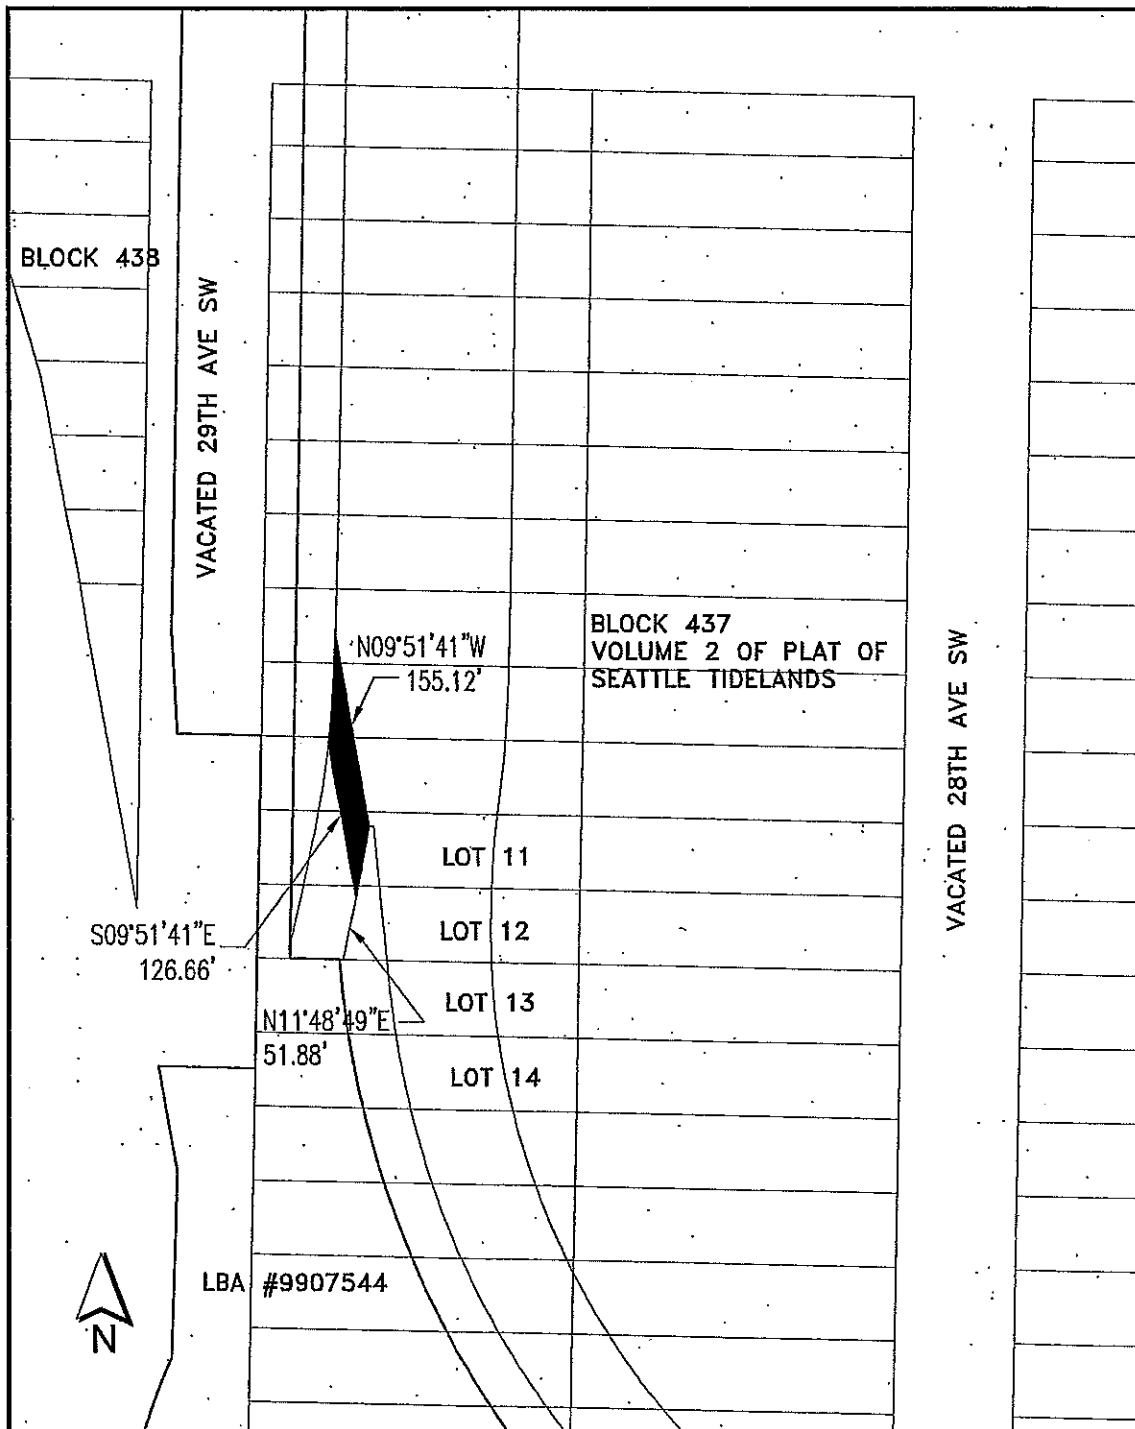 BLOCK 438
VACATED 29TH AVE SW
BLOCK 437
VOLUME 2 OF PLAT OF
SEATTLE TIDELANDS
N09°51'41"W
155.12'
VACATED 28TH AVE SW
LOT 11
LOT 12
S09°51'41"E
126.66'
LOT 13
N11°48'49"E
51.88'
LOT 14
LBA #9907544
N